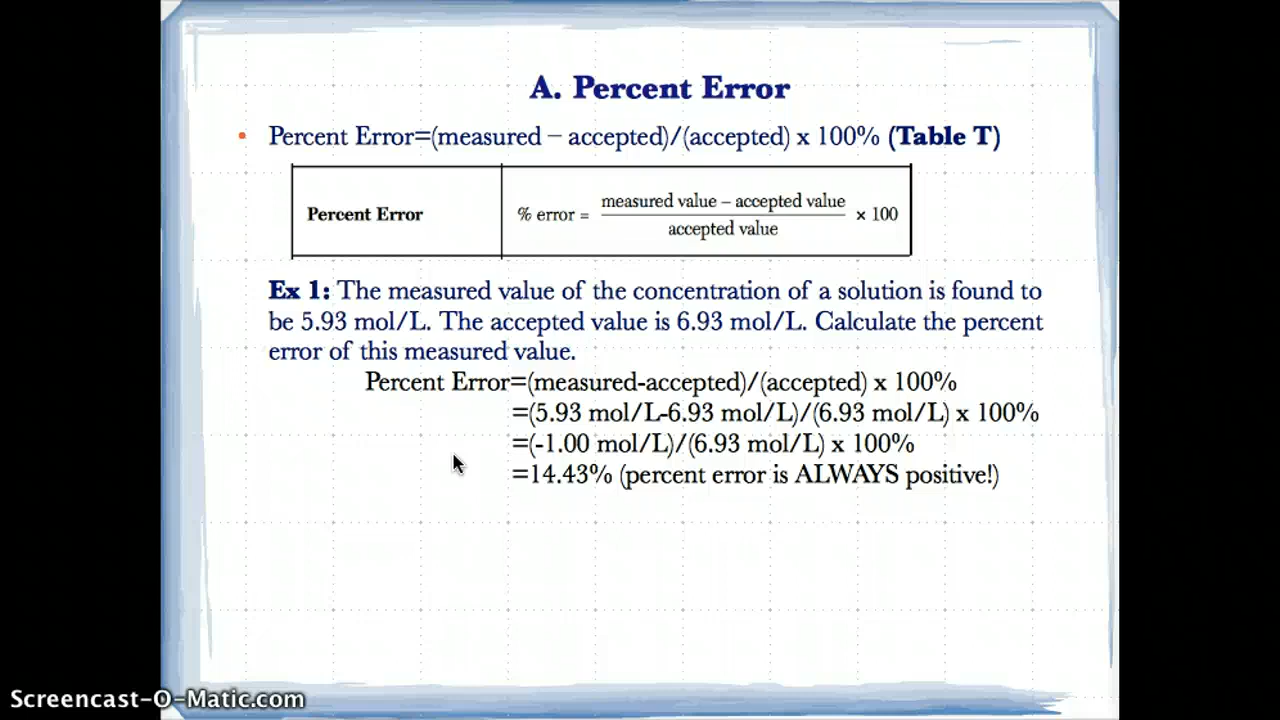 A. Percent Error
• Percent Error=(measured – accepted)/(accepted) x 100% (Table T)
Percent Error
% error = measured value – accepted value
accepted value
× 100
Ex 1: The measured value of the concentration of a solution is found to
be 5.93 mol/L. The accepted value is 6.93 mol/L. Calculate the percent
error of this measured value.
Percent Error=(measured-accepted)/(accepted) x 100%
=(5.93 mol/L-6.93 mol/L)/(6.93 mol/L) x 100%
=(-1.00 mol/L)/(6.93 mol/L) x 100%
=14.43% (percent error is ALWAYS positive!)
Screencast-O-Matic.com